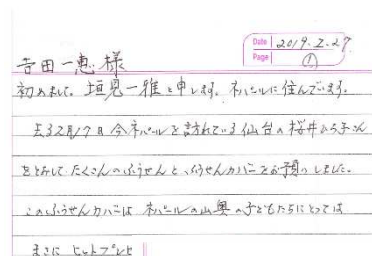 Date 2019.2.27
Page ①
吉田一恵様
初めまして。垣見一雅と申します。ネパールに住んでいます。
去る2月17日今ネパールを訪れている仙台の桜井ひろ子さん
をとおしてたくさんのふうせんと、ふうせんカバーをお預りしました。
このふうせんカバーは ネパールの山奥の子どもたちにとっては
まさに ヒットプレゼ